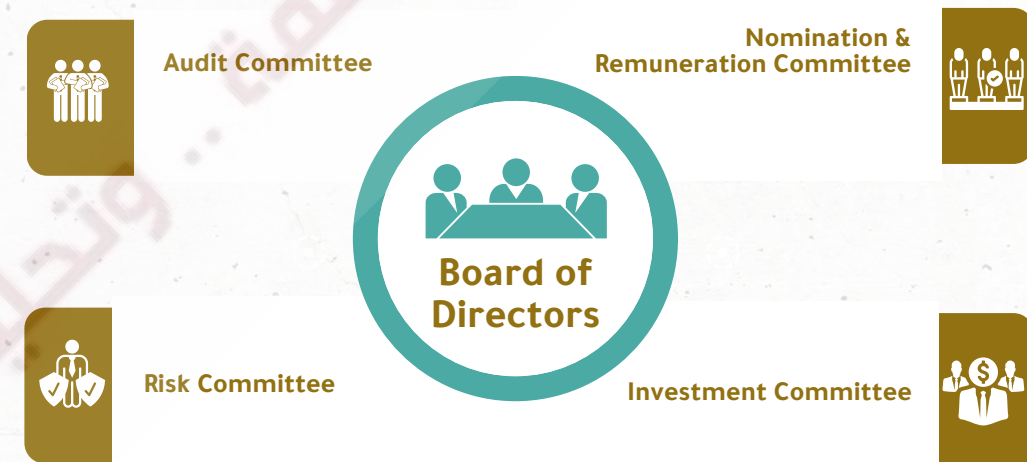 Audit Committee
Nomination &
Remuneration Committee
Board of
Directors
Risk Committee
Investment Committee